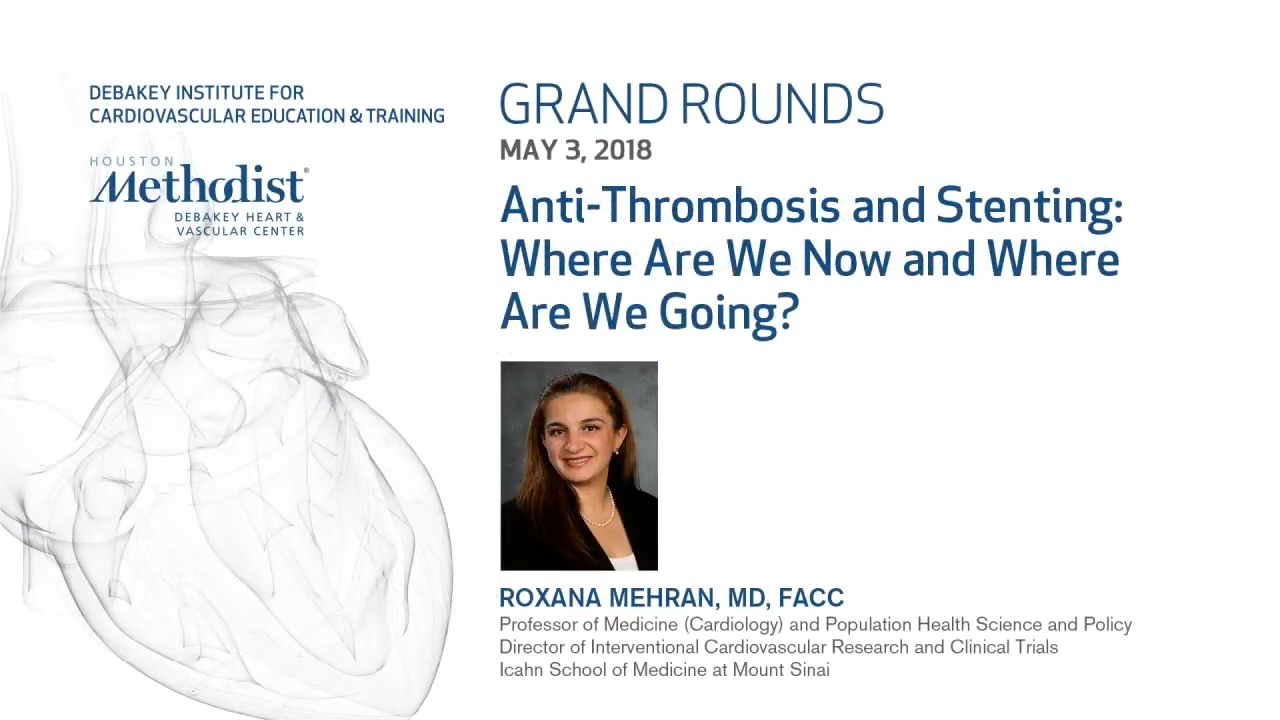 DEBAKEY INSTITUTE FOR
CARDIOVASCULAR EDUCATION & TRAINING
HOUSTON
Methodist®
DEBAKEY HEART &
VASCULAR CENTER
GRAND ROUNDS
MAY 3, 2018
Anti-Thrombosis and Stenting:
Where Are We Now and Where
Are We Going?
ROXANA MEHRAN, MD, FACC
Professor of Medicine (Cardiology) and Population Health Science and Policy
Director of Interventional Cardiovascular Research and Clinical Trials
Icahn School of Medicine at Mount Sinai